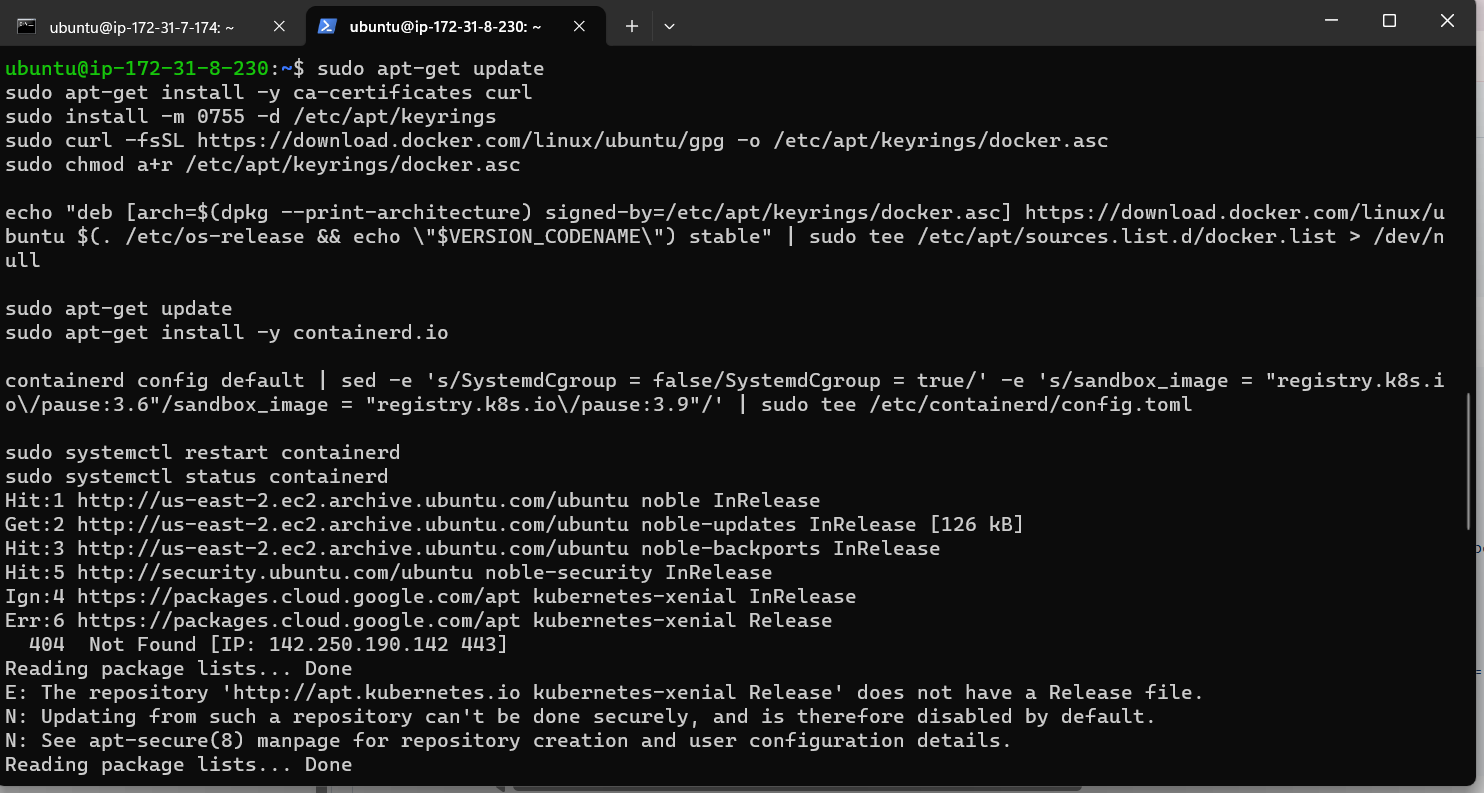 ubuntu@ip-172-31-7-174: ~
ubuntu@ip-172-31-8-230: ~
ubuntu@ip-172-31-8-230:~$ sudo apt-get update
sudo apt-get install -y ca-certificates curl
sudo install -m 0755 -d /etc/apt/keyrings
sudo curl -fsSL https://download.docker.com/linux/ubuntu/gpg -o /etc/apt/keyrings/docker.asc
sudo chmod a+r /etc/apt/keyrings/docker.asc
echo "deb [arch=$(dpkg --print-architecture) signed-by=/etc/apt/keyrings/docker.asc] https://download.docker.com/linux/u
buntu $(. /etc/os-release && echo \"$VERSION_CODENAME\") stable" | sudo tee /etc/apt/sources.list.d/docker.list > /dev/n
ull
sudo apt-get update
sudo apt-get install -y containerd.io
containerd config default | sed -e 's/SystemdCgroup = false/SystemdCgroup = true/' -e 's/sandbox_image = "registry.k8s.i
o\/pause:3.6"/sandbox_image = "registry.k8s.io\/pause:3.9"/' | sudo tee /etc/containerd/config.toml
sudo systemctl restart containerd
sudo systemctl status containerd
Hit:1 http://us-east-2.ec2.archive.ubuntu.com/ubuntu noble InRelease
Get:2 http://us-east-2.ec2.archive.ubuntu.com/ubuntu noble-updates InRelease [126 kB]
Hit:3 http://us-east-2.ec2.archive.ubuntu.com/ubuntu noble-backports InRelease
Hit:5 http://security.ubuntu.com/ubuntu noble-security InRelease
Ign:4 https://packages.cloud.google.com/apt kubernetes-xenial InRelease
Err:6 https://packages.cloud.google.com/apt kubernetes-xenial Release
  404  Not Found [IP: 142.250.190.142 443]
Reading package lists... Done
E: The repository 'http://apt.kubernetes.io kubernetes-xenial Release' does not have a Release file.
N: Updating from such a repository can't be done securely, and is therefore disabled by default.
N: See apt-secure(8) manpage for repository creation and user configuration details.
Reading package lists... Done